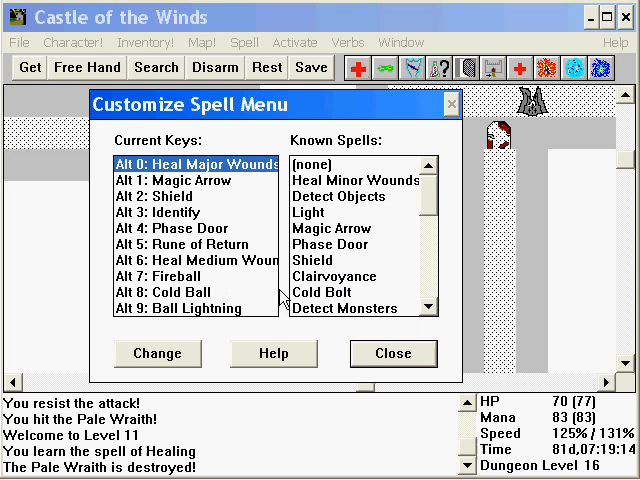 Castle of the Winds
File Character! Inventory! Map! Spell Activate Verbs Window Help
Get Free Hand Search Disarm Rest Save
Customize Spell Menu
Current Keys: Known Spells:
Alt 0: Heal Major Wounds (none)
Alt 1: Magic Arrow Heal Minor Wounds
Alt 2: Shield Detect Objects
Alt 3: Identify Light
Alt 4: Phase Door Magic Arrow
Alt 5: Rune of Return Phase Door
Alt 6: Heal Medium Woun Shield
Alt 7: Fireball Clairvoyance
Alt 8: Cold Ball Cold Bolt
Alt 9: Ball Lightning Detect Monsters
Change Help Close
You resist the attack! HP 70 (77)
You hit the Pale Wraith! Mana 83 (83)
Welcome to Level 11 Speed 125% / 131%
You learn the spell of Healing Time 81d,07:19:14
The Pale Wraith is destroyed! Dungeon Level 16